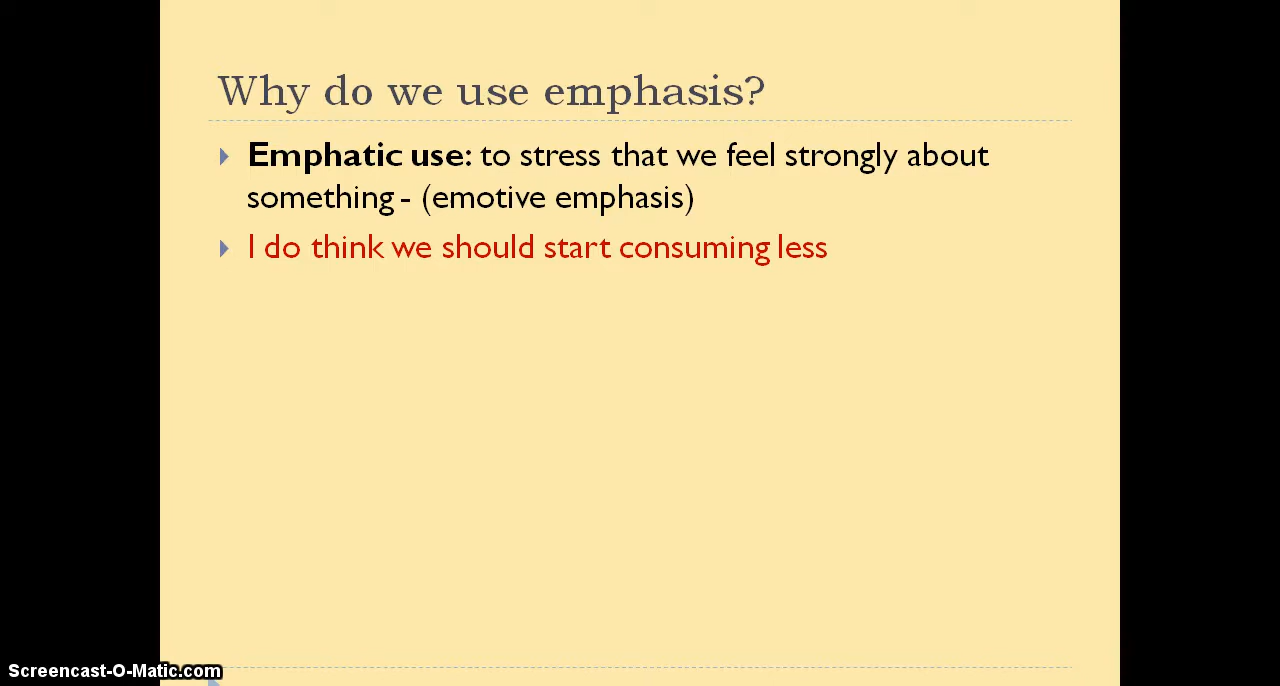 Why do we use emphasis?
Emphatic use: to stress that we feel strongly about
something - (emotive emphasis)
I do think we should start consuming less
Screencast-O-Matic.com